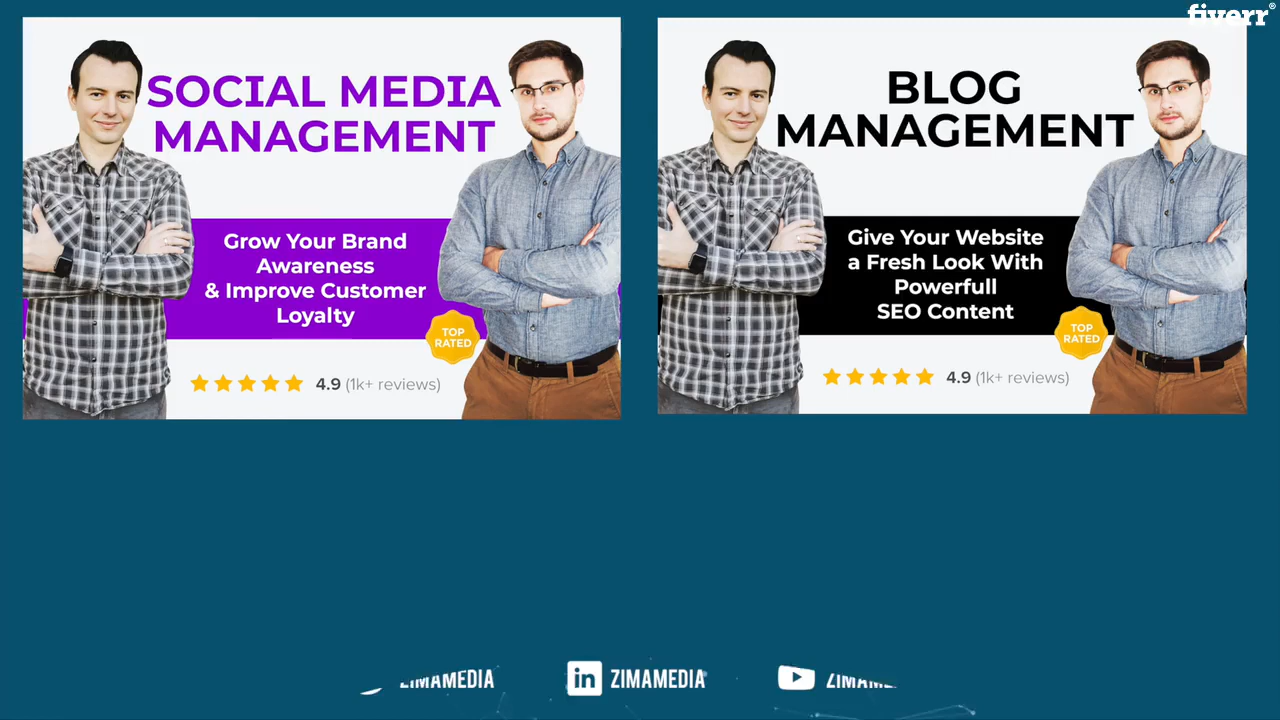 fiverr®
SOCIAL MEDIA
MANAGEMENT
Grow Your Brand
Awareness
& Improve Customer
Loyalty
TOP
RATED
4.9 (1k+ reviews)
BLOG
MANAGEMENT
Give Your Website
a Fresh Look With
Powerfull
SEO Content
TOP
RATED
4.9 (1k+ reviews)
ZIMAMEDIA
in ZIMAMEDIA